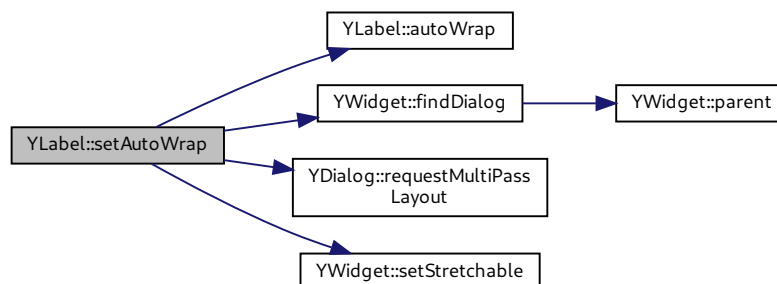 YLabel::autoWrap
YWidget::findDialog
YWidget::parent
YLabel::setAutoWrap
YDialog::requestMultiPass
Layout
YWidget::setStretchable